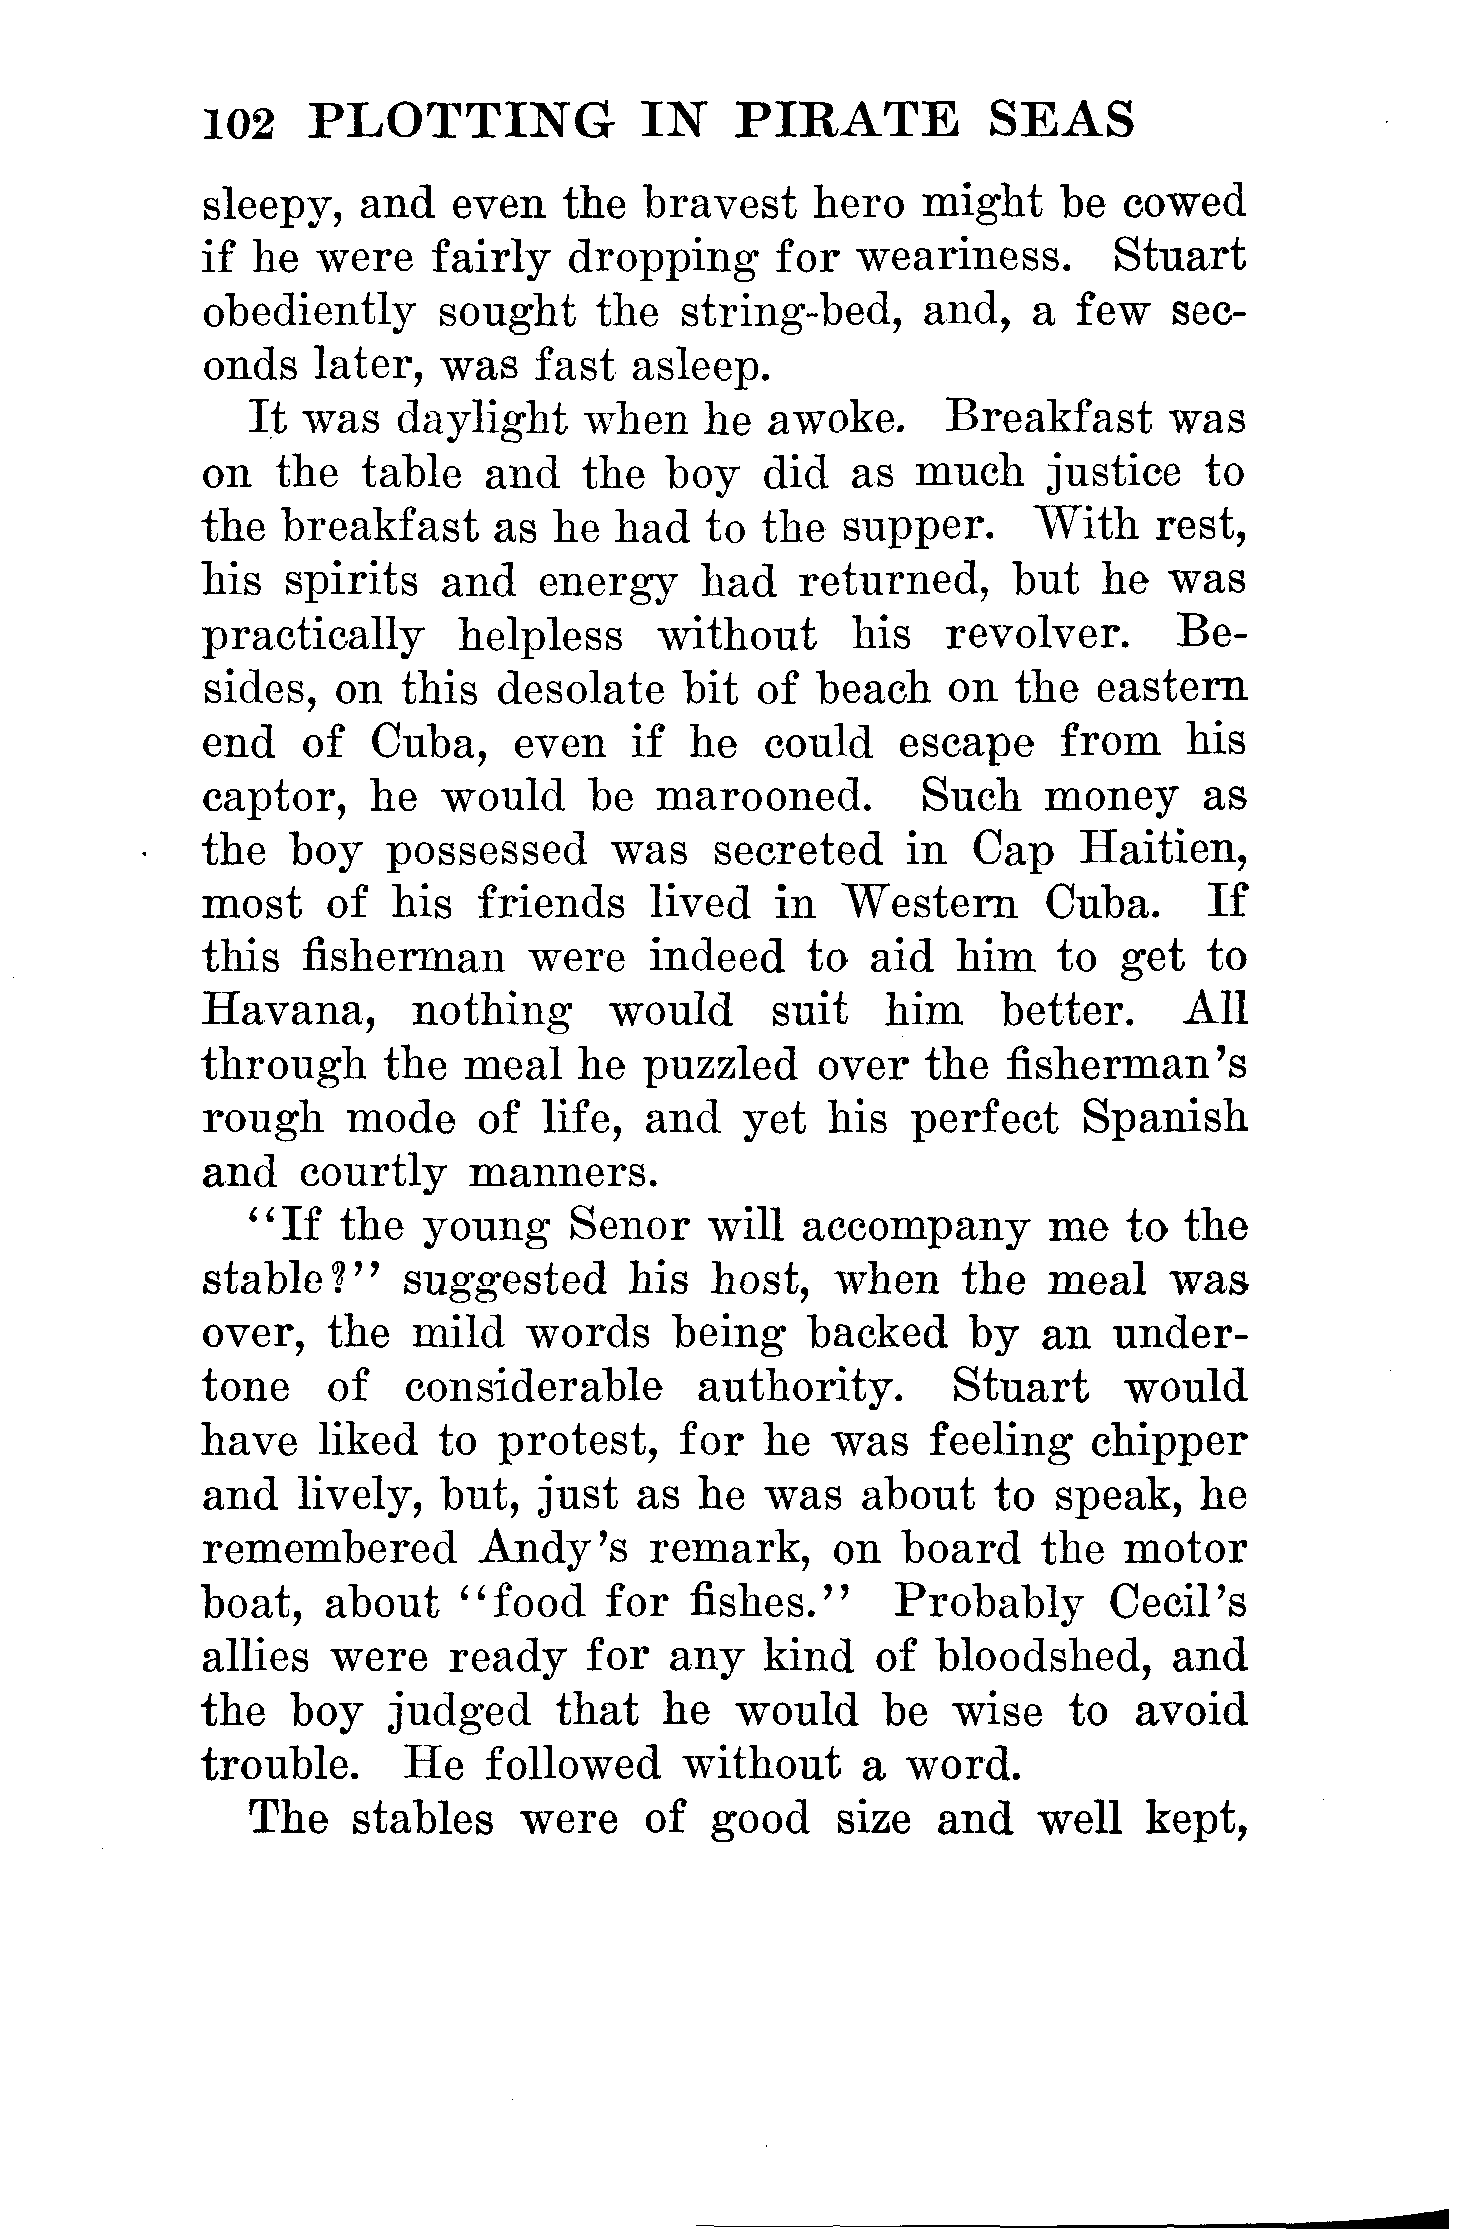 102 PLOTTING IN PIRATE SEAS
sleepy, and even the bravest hero might be cowed
if he were fairly dropping for weariness. Stuart
obediently sought the string-bed, and, a few sec-
onds later, was fast asleep.
It was daylight when he awoke. Breakfast was
on the table and the boy did as much justice to
the breakfast as he had to the supper. With rest,
his spirits and energy had returned, but he was
practically helpless without his revolver. Be-
sides, on this desolate bit of beach on the eastern
end of Cuba, even if he could escape from his
captor, he would be marooned. Such money as
the boy possessed was secreted in Cap Haitien,
most of his friends lived in Western Cuba. If
this fisherman were indeed to aid him to get to
Havana, nothing would suit him better. All
through the meal he puzzled over the fisherman's
rough mode of life, and yet his perfect Spanish
and courtly manners.
"If the young Senor will accompany me to the
stable?" suggested his host, when the meal was
over, the mild words being backed by an under-
tone of considerable authority. Stuart would
have liked to protest, for he was feeling chipper
and lively, but, just as he was about to speak, he
remembered Andy's remark, on board the motor
boat, about "food for fishes." Probably Cecil's
allies were ready for any kind of bloodshed, and
the boy judged that he would be wise to avoid
trouble. He followed without a word.
The stables were of good size and well kept,